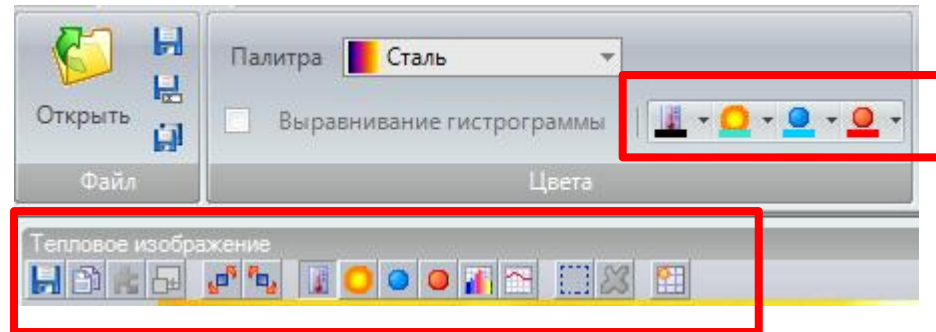 Палитра
Сталь
Открыть
Выравнивание гистрограммы
Файл
Цвета
Тепловое изображение